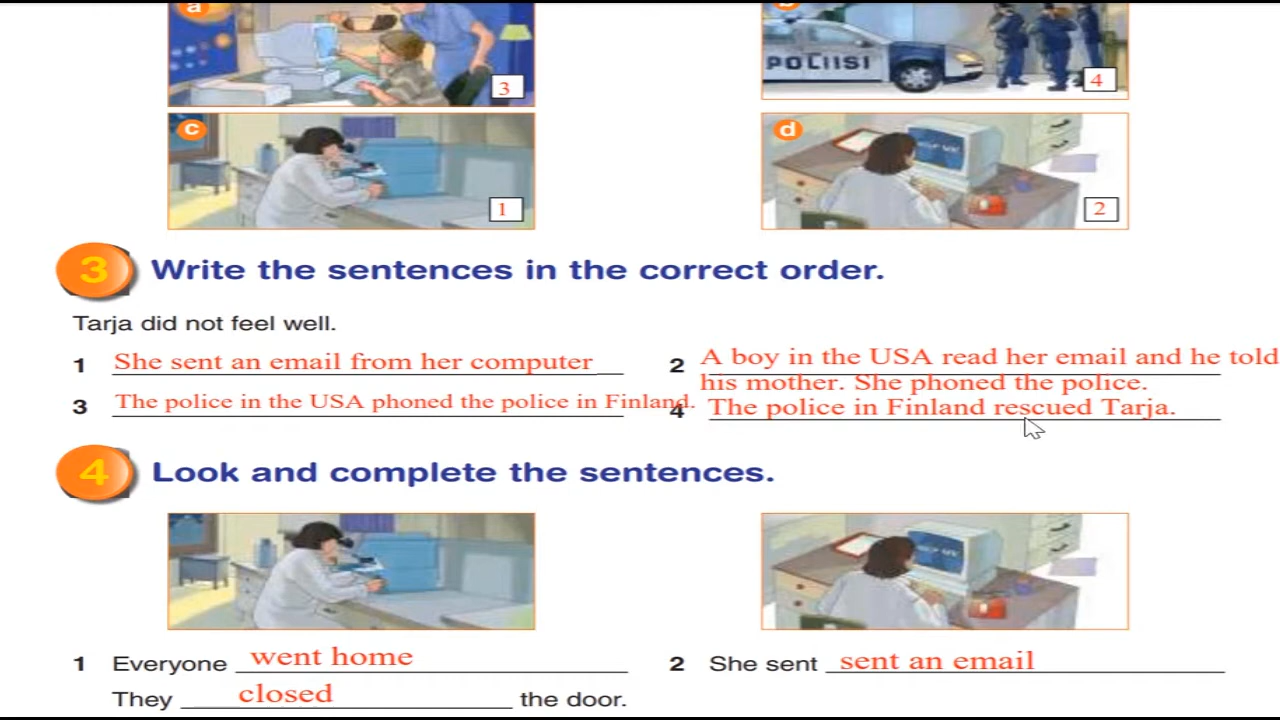 a
3
POLIISI
4
c
1
d
2
3 Write the sentences in the correct order.
Tarja did not feel well.
1 She sent an email from her computer
2 A boy in the USA read her email and he told
his mother. She phoned the police.
3 The police in the USA phoned the police in Finland.
4 The police in Finland rescued Tarja.
4 Look and complete the sentences.
1 Everyone went home
They closed the door.
2 She sent sent an email